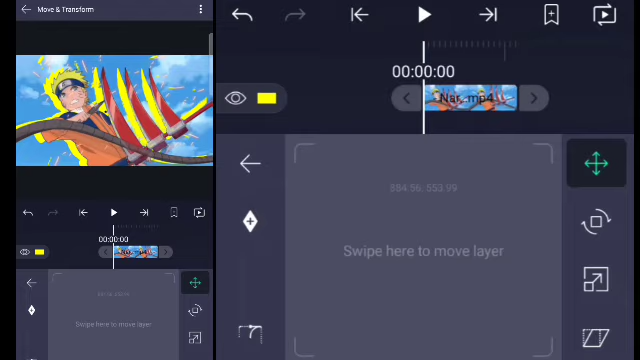 Move & Transform
00:00:00
Swipe here to move layer
00:00:00
Nar...mp4
884.56, 553.99
Swipe here to move layer